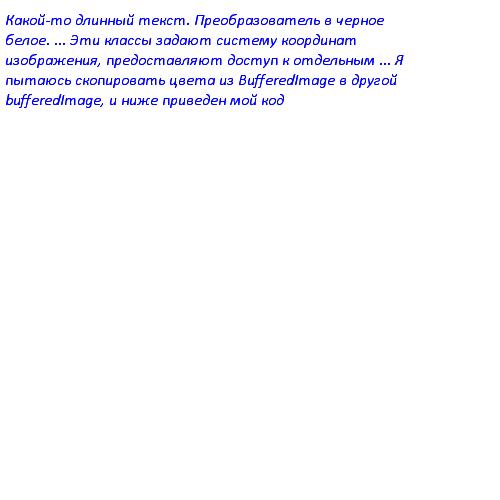 Какой-то длинный текст. Преобразователь в черное
белое. ... Эти классы задают систему координат
изображения, предоставляют доступ к отдельным ... Я
пытаюсь скопировать цвета из BufferedImage в другой
bufferedImage, и ниже приведен мой код